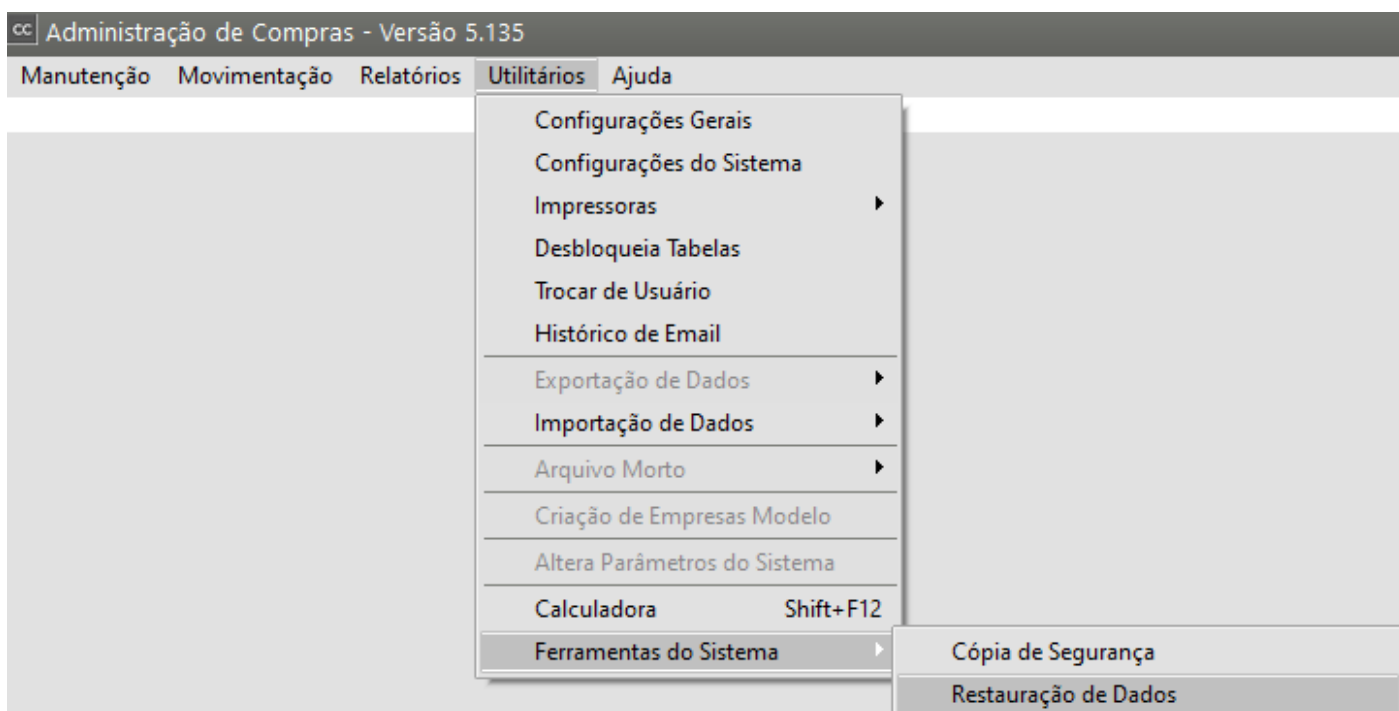 cc Administração de Compras - Versão 5.135
Manutenção Movimentação Relatórios Utilitários Ajuda
Configurações Gerais
Configurações do Sistema
Impressoras
Desbloqueia Tabelas
Trocar de Usuário
Histórico de Email
Exportação de Dados
Importação de Dados
Arquivo Morto
Criação de Empresas Modelo
Altera Parâmetros do Sistema
Calculadora Shift+F12
Ferramentas do Sistema
Cópia de Segurança
Restauração de Dados